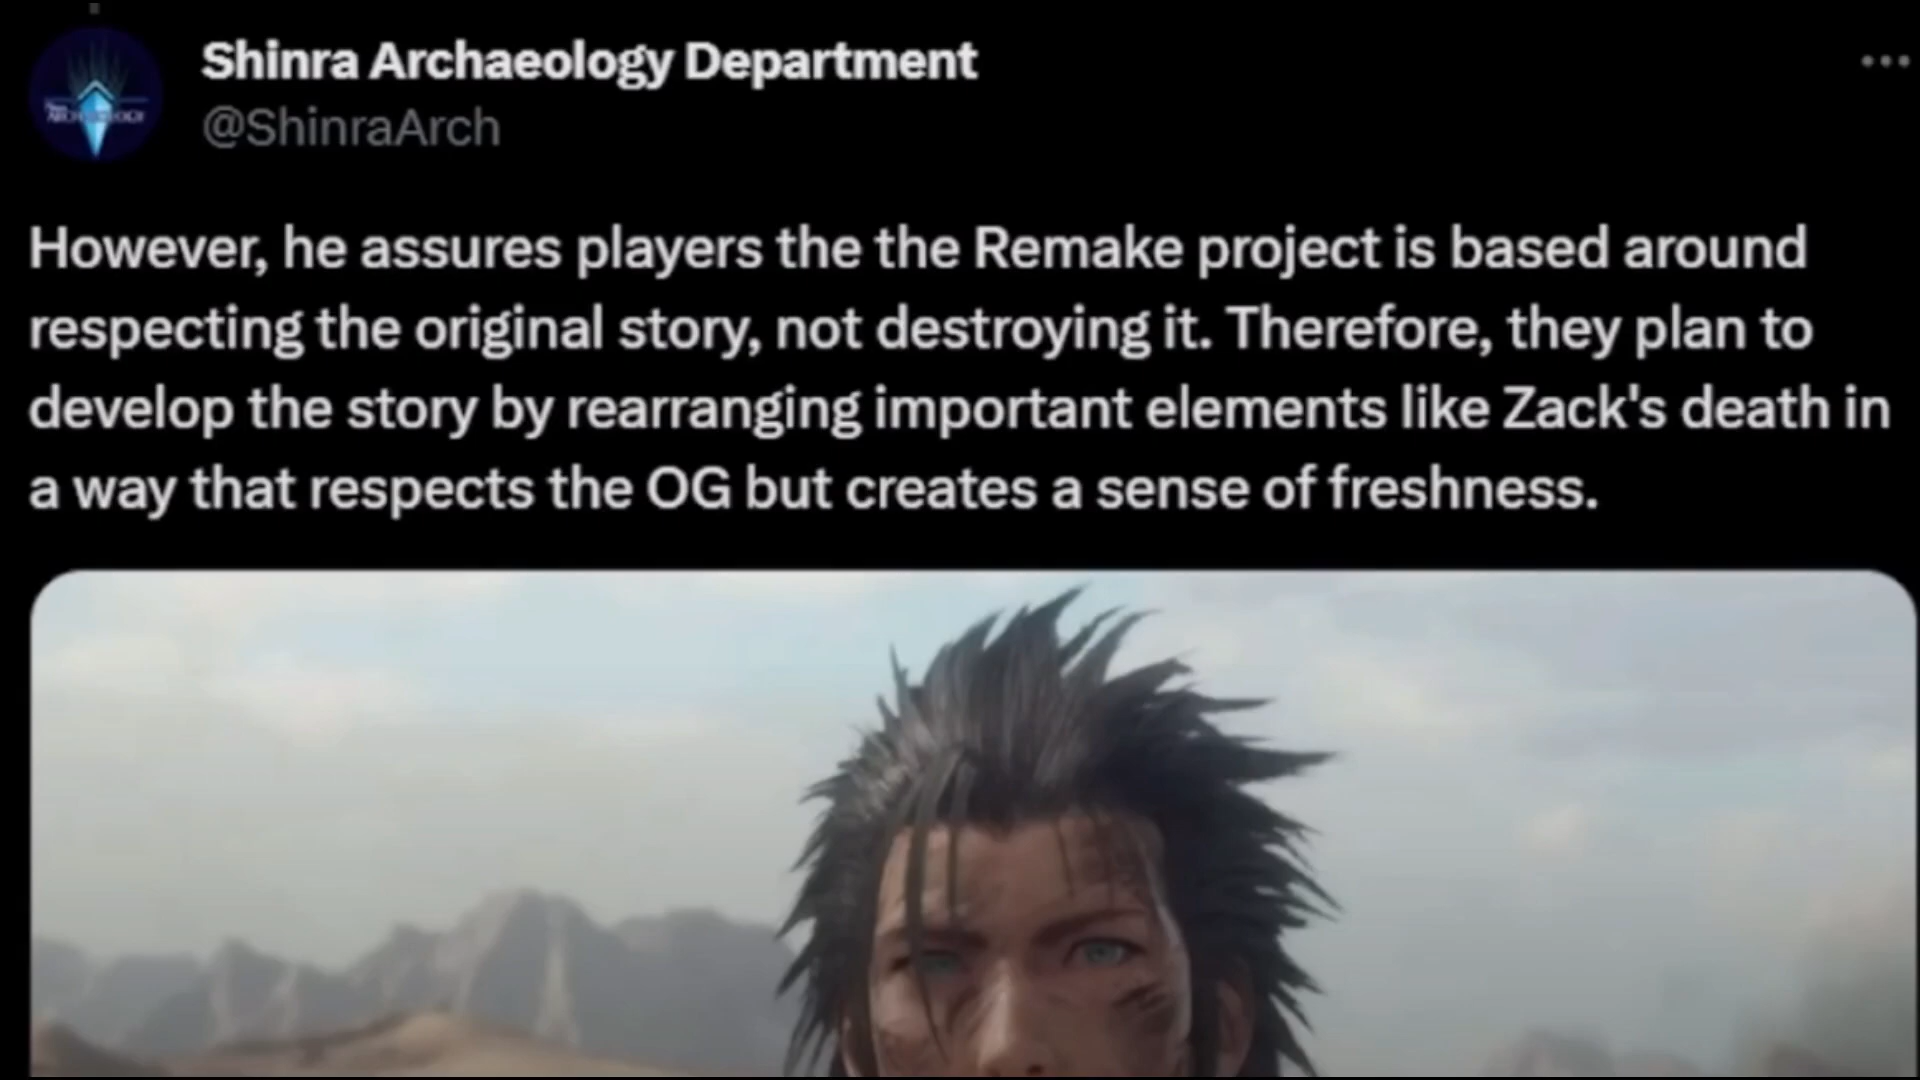 Shinra Archaeology Department
@ShinraArch
However, he assures players the the Remake project is based around
respecting the original story, not destroying it. Therefore, they plan to
develop the story by rearranging important elements like Zack's death in
a way that respects the OG but creates a sense of freshness.